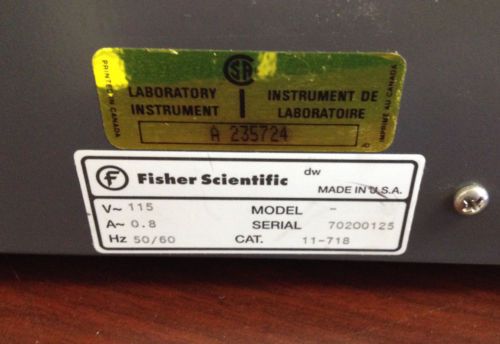 SA
LABORATORY INSTRUMENT DE
INSTRUMENT LABORATOIRE
A 235724
PRINTED IN CANADA
IMPRIMÉ AU CANADA
F Fisher Scientific dw
MADE IN U.S.A.
V~ 115 MODEL -
A~ 0.8 SERIAL 70200125
Hz 50/60 CAT. 11-718